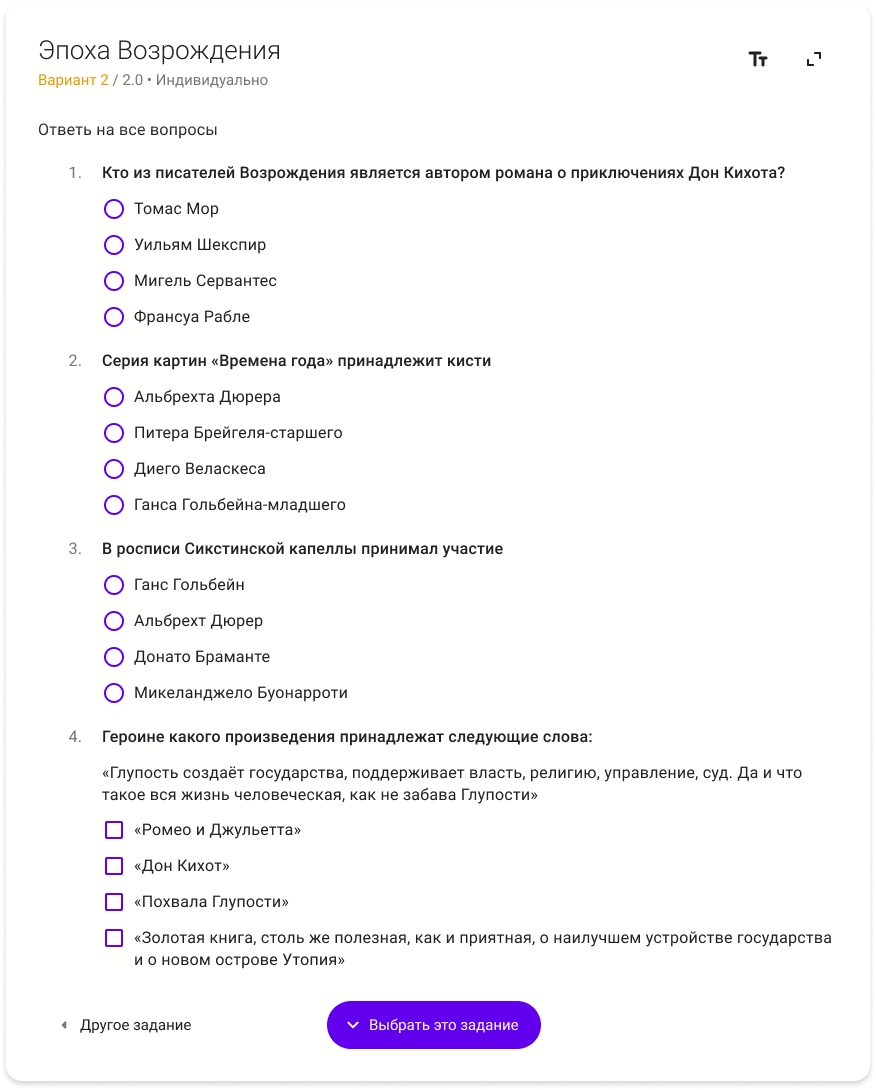 Эпоха Возрождения
Вариант 2 / 2.0 • Индивидуально
Ответь на все вопросы
1. Кто из писателей Возрождения является автором романа о приключениях Дон Кихота?
Томас Мор
Уильям Шекспир
Мигель Сервантес
Франсуа Рабле
2. Серия картин «Времена года» принадлежит кисти
Альбрехта Дюрера
Питера Брейгеля-старшего
Диего Веласкеса
Ганса Гольбейна-младшего
3. В росписи Сикстинской капеллы принимал участие
Ганс Гольбейн
Альбрехт Дюрер
Донато Браманте
Микеланджело Буонарроти
4. Героине какого произведения принадлежат следующие слова:
«Глупость создаёт государства, поддерживает власть, религию, управление, суд. Да и что
такое вся жизнь человеческая, как не забава Глупости»
«Ромео и Джульетта»
«Дон Кихот»
«Похвала Глупости»
«Золотая книга, столь же полезная, как и приятная, о наилучшем устройстве государства
и о новом острове Утопия»
Другое задание
Выбрать это задание